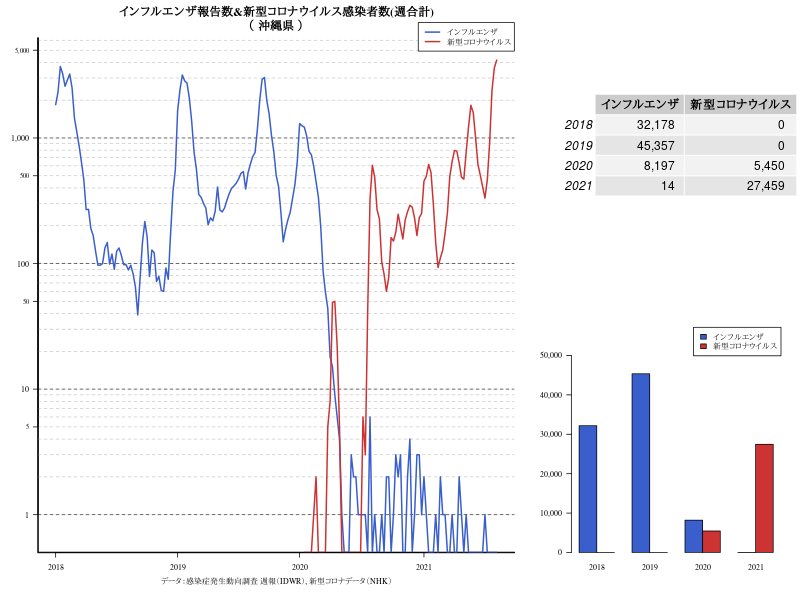 インフルエンザ報告数&新型コロナウイルス感染者数(週合計)
( 沖縄県 )
インフルエンザ
新型コロナウイルス
5,000
1,000
500
100
50
10
5
1
2018
2019
2020
2021
データ：感染症発生動向調査 週報(IDWR)、新型コロナデータ(NHK)
インフルエンザ 新型コロナウイルス
2018 32,178 0
2019 45,357 0
2020 8,197 5,450
2021 14 27,459
インフルエンザ
新型コロナウイルス
50,000
40,000
30,000
20,000
10,000
0
2018
2019
2020
2021